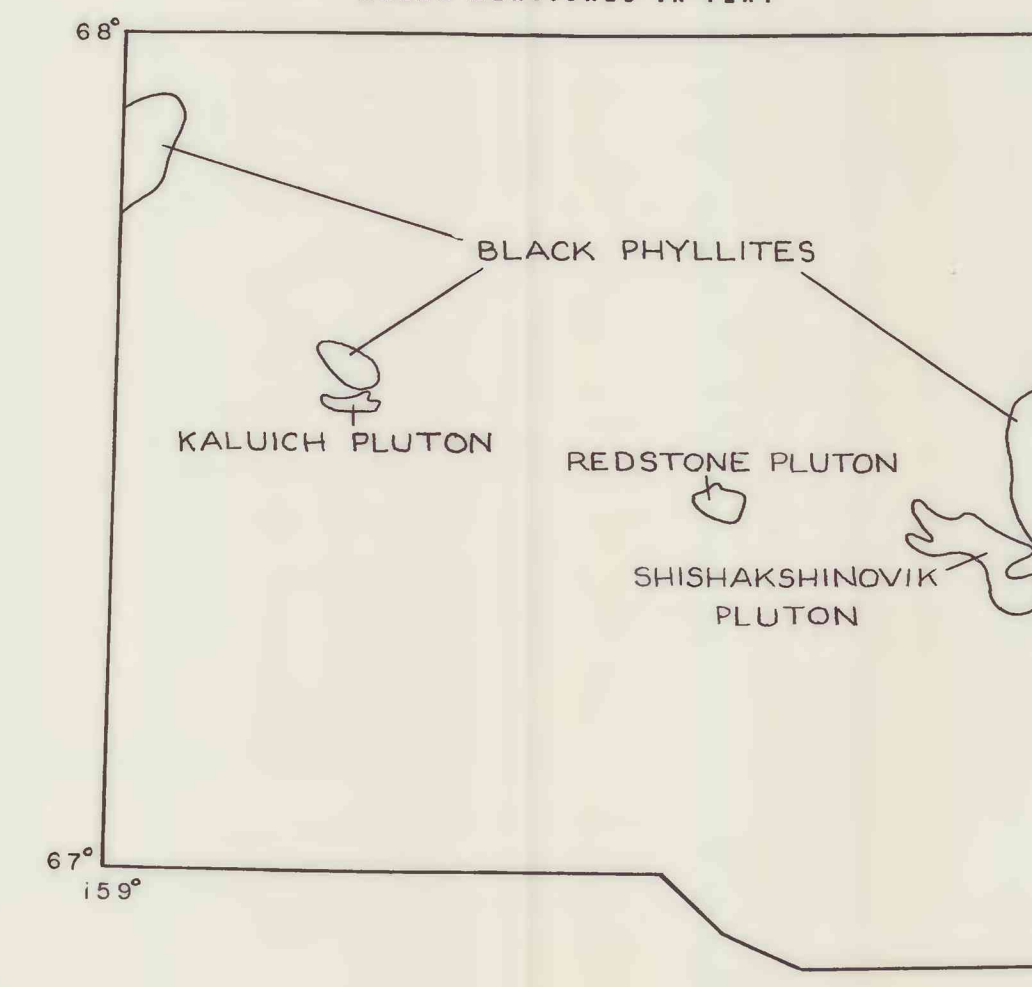 68°
BLACK PHYLLITES
KALUICH PLUTON
REDSTONE PLUTON
SHISHAKSHINOVIK
PLUTON
67°
159°